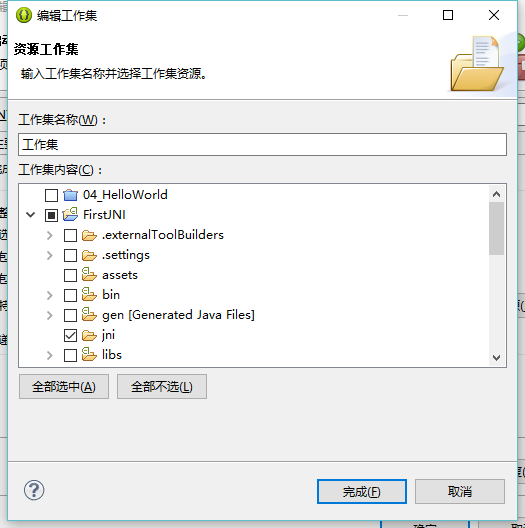 编辑工作集
资源工作集
输入工作集名称并选择工作集资源。
工作集名称(W)：
工作集
工作集内容(C)：
04_HelloWorld
FirstJNI
.externalToolBuilders
.settings
assets
bin
gen [Generated Java Files]
jni
libs
全部选中(A)
全部不选(L)
完成(F)
取消